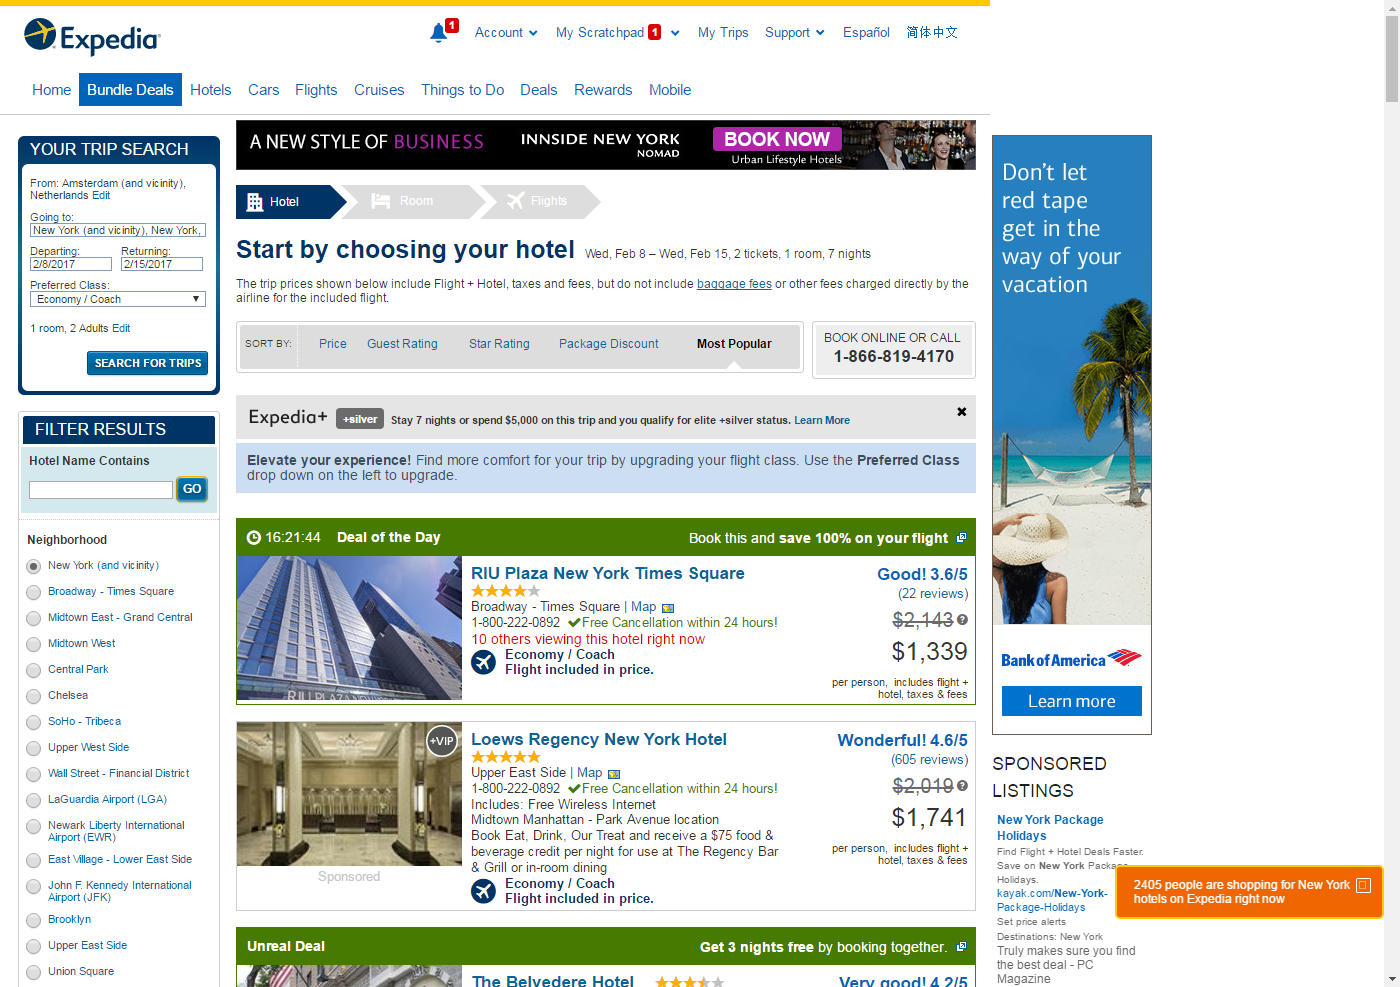 Expedia
1
Account
My Scratchpad 1
My Trips
Support
Español
简体中文
Home
Bundle Deals
Hotels
Cars
Flights
Cruises
Things to Do
Deals
Rewards
Mobile
YOUR TRIP SEARCH
From: Amsterdam (and vicinity),
Netherlands Edit
Going to:
New York (and vicinity), New York,
Departing: Returning:
2/8/2017 2/15/2017
Preferred Class:
Economy / Coach
1 room, 2 Adults Edit
SEARCH FOR TRIPS
FILTER RESULTS
Hotel Name Contains
GO
Neighborhood
New York (and vicinity)
Broadway - Times Square
Midtown East - Grand Central
Midtown West
Central Park
Chelsea
SoHo - Tribeca
Upper West Side
Wall Street - Financial District
LaGuardia Airport (LGA)
Newark Liberty International
Airport (EWR)
East Village - Lower East Side
John F. Kennedy International
Airport (JFK)
Brooklyn
Upper East Side
Union Square
A NEW STYLE OF BUSINESS
INNSIDE NEW YORK
NOMAD
BOOK NOW
Urban Lifestyle Hotels
Hotel
Room
Flights
Start by choosing your hotel Wed, Feb 8 – Wed, Feb 15, 2 tickets, 1 room, 7 nights
The trip prices shown below include Flight + Hotel, taxes and fees, but do not include baggage fees or other fees charged directly by the
airline for the included flight.
SORT BY: Price Guest Rating Star Rating Package Discount Most Popular
BOOK ONLINE OR CALL
1-866-819-4170
Expedia+ +silver Stay 7 nights or spend $5,000 on this trip and you qualify for elite +silver status. Learn More
Elevate your experience! Find more comfort for your trip by upgrading your flight class. Use the Preferred Class
drop down on the left to upgrade.
16:21:44 Deal of the Day Book this and save 100% on your flight
RIU PLAZA NEW YORK
RIU Plaza New York Times Square
Broadway - Times Square | Map
1-800-222-0892 Free Cancellation within 24 hours!
10 others viewing this hotel right now
Economy / Coach
Flight included in price.
Good! 3.6/5
(22 reviews)
$2,143
$1,339
per person, includes flight +
hotel, taxes & fees
+VIP
Sponsored
Loews Regency New York Hotel
Upper East Side | Map
1-800-222-0892 Free Cancellation within 24 hours!
Includes: Free Wireless Internet
Midtown Manhattan - Park Avenue location
Book Eat, Drink, Our Treat and receive a $75 food &
beverage credit per night for use at The Regency Bar
& Grill or in-room dining
Economy / Coach
Flight included in price.
Wonderful! 4.6/5
(605 reviews)
$2,019
$1,741
per person, includes flight +
hotel, taxes & fees
Unreal Deal Get 3 nights free by booking together.
The Belvedere Hotel
Very good! 4.2/5
Don't let
red tape
get in the
way of your
vacation
Bank of America
Learn more
SPONSORED
LISTINGS
New York Package
Holidays
Find Flight + Hotel Deals Faster.
Save on New York Package
Holidays.
kayak.com/New-York-
Package-Holidays
Set price alerts
Destinations: New York
Truly makes sure you find
the best deal - PC
Magazine
2405 people are shopping for New York
hotels on Expedia right now